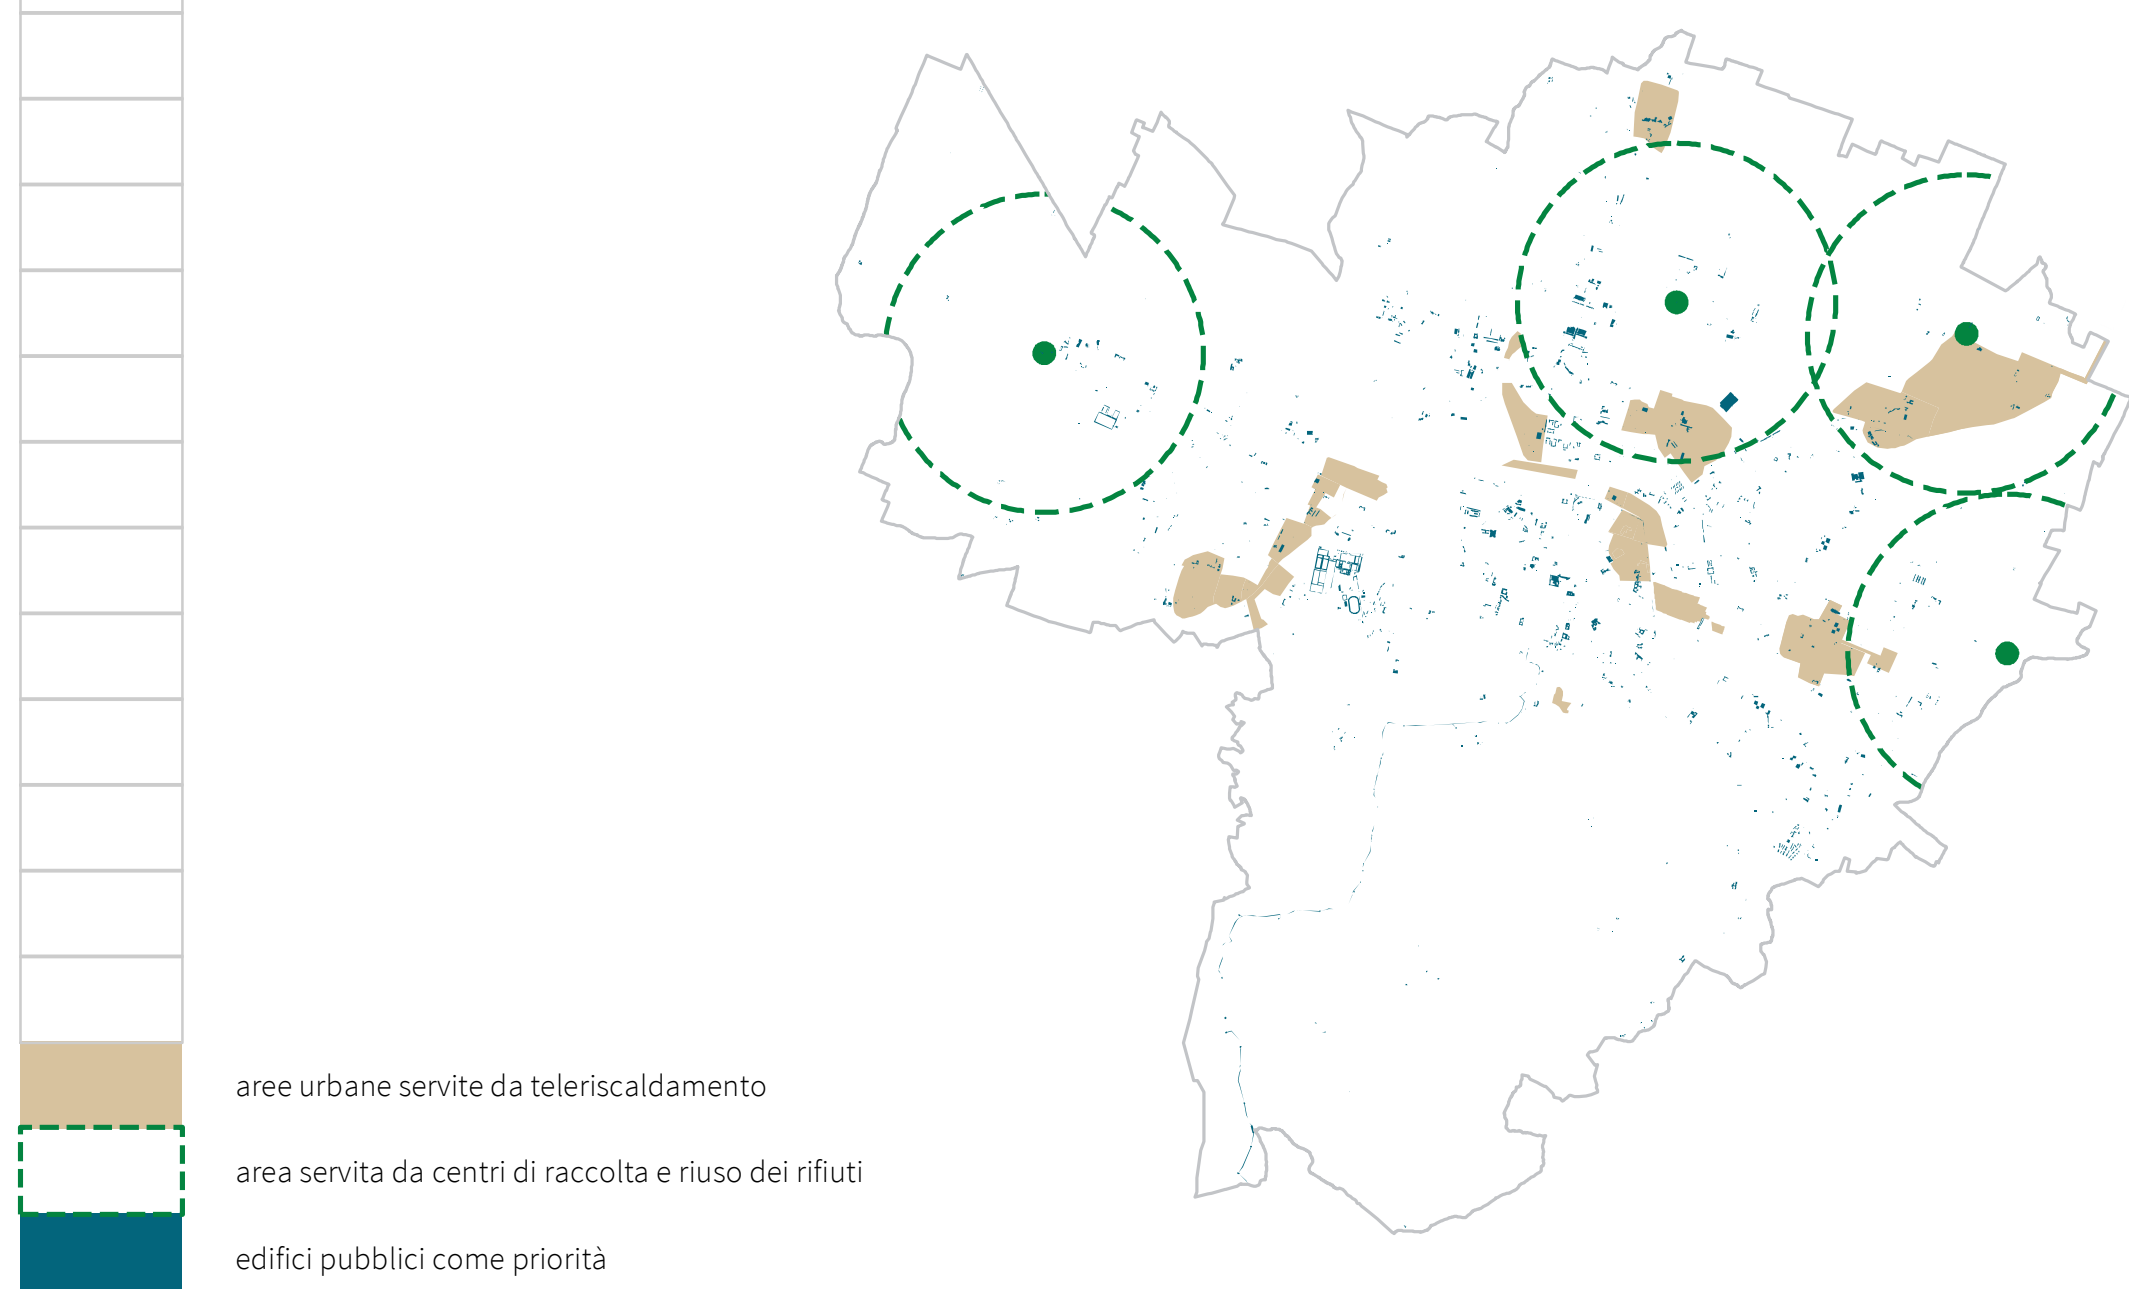 aree urbane servite da teleriscaldamento
area servita da centri di raccolta e riuso dei rifiuti
edifici pubblici come priorità